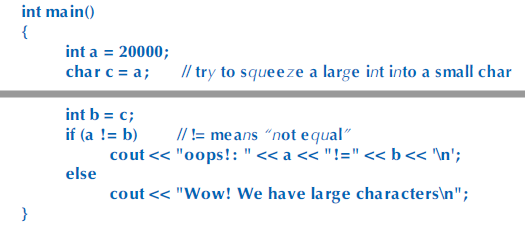 int main()
{
int a = 20000;
char c = a; // try to squeeze a large int into a small char
int b = c;
if (a != b) // != means “not equal”
cout << "oops!: " << a << "!=" << b << '\n';
else
cout << "Wow! We have large characters\n";
}